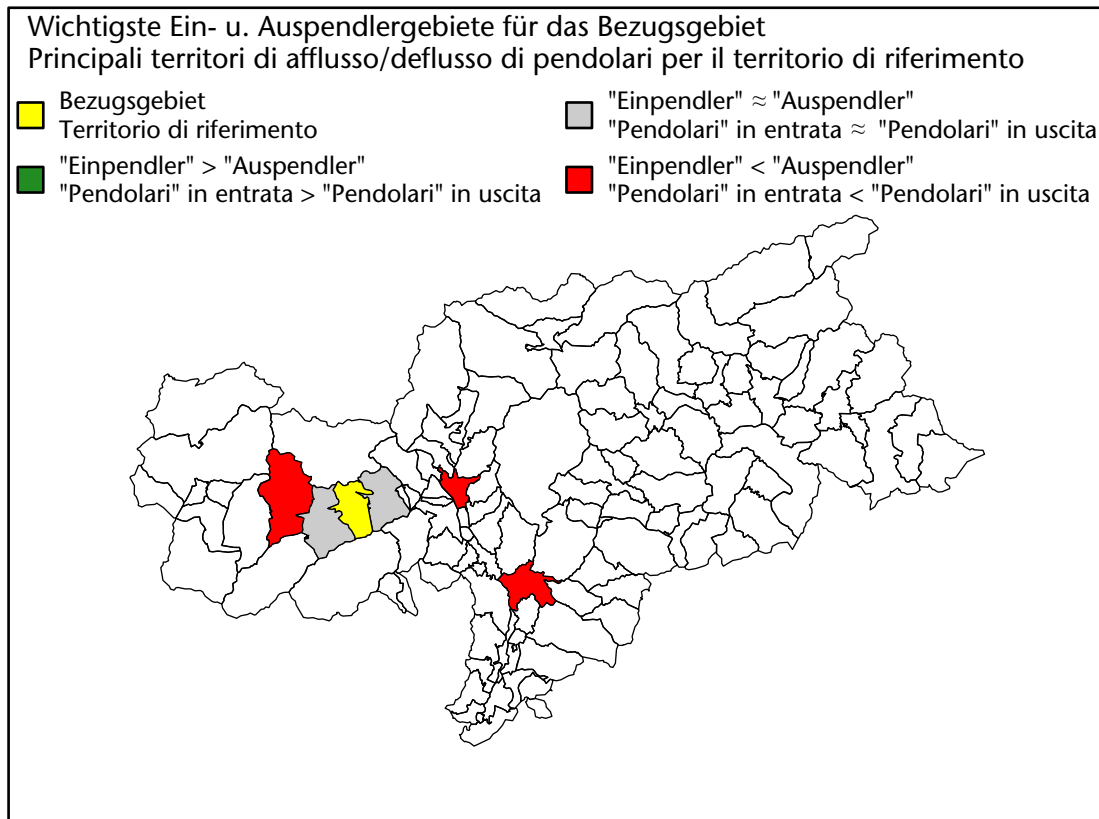 Wichtigste Ein- u. Auspendlergebiete für das Bezugsgebiet
Principali territori di afflusso/deflusso di pendolari per il territorio di riferimento
Bezugsgebiet
Territorio di riferimento
"Einpendler" > "Auspendler"
"Pendolari" in entrata > "Pendolari" in uscita
"Einpendler" ≈ "Auspendler"
"Pendolari" in entrata ≈ "Pendolari" in uscita
"Einpendler" < "Auspendler"
"Pendolari" in entrata < "Pendolari" in uscita